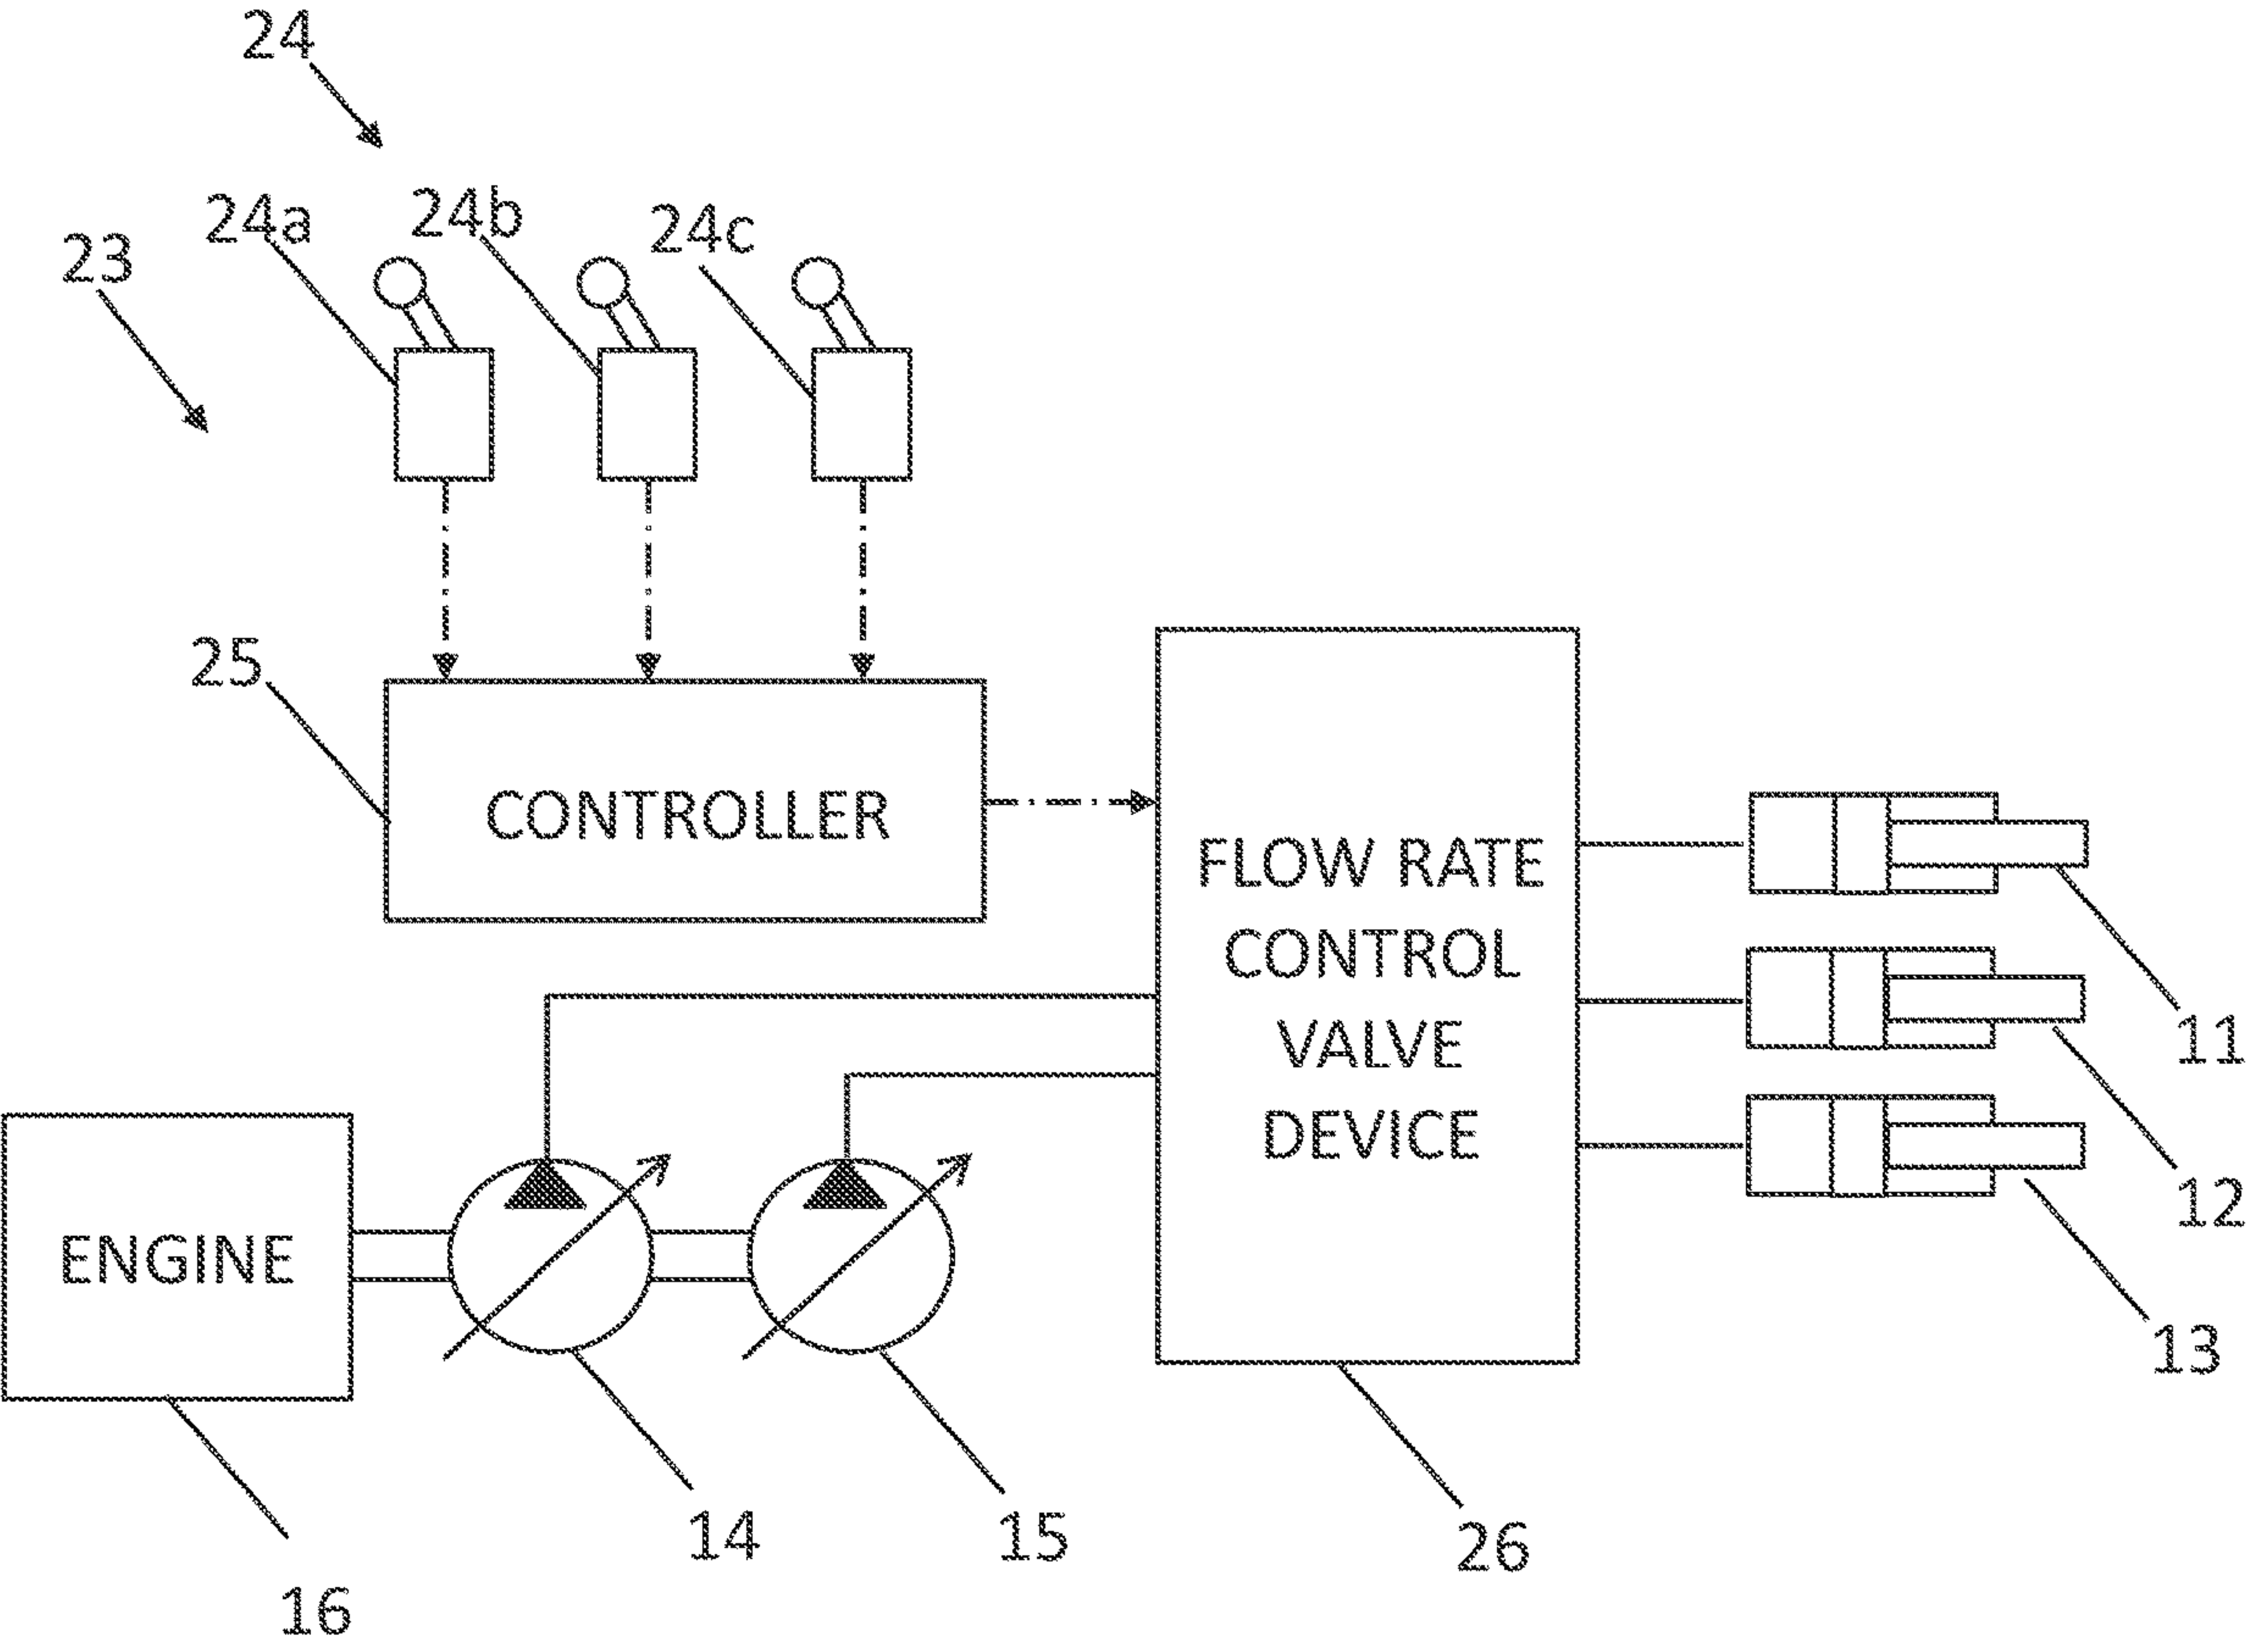 24
24a
24b
24c
23
25
CONTROLLER
FLOW RATE
CONTROL
VALVE
DEVICE
11
12
13
ENGINE
14
15
26
16